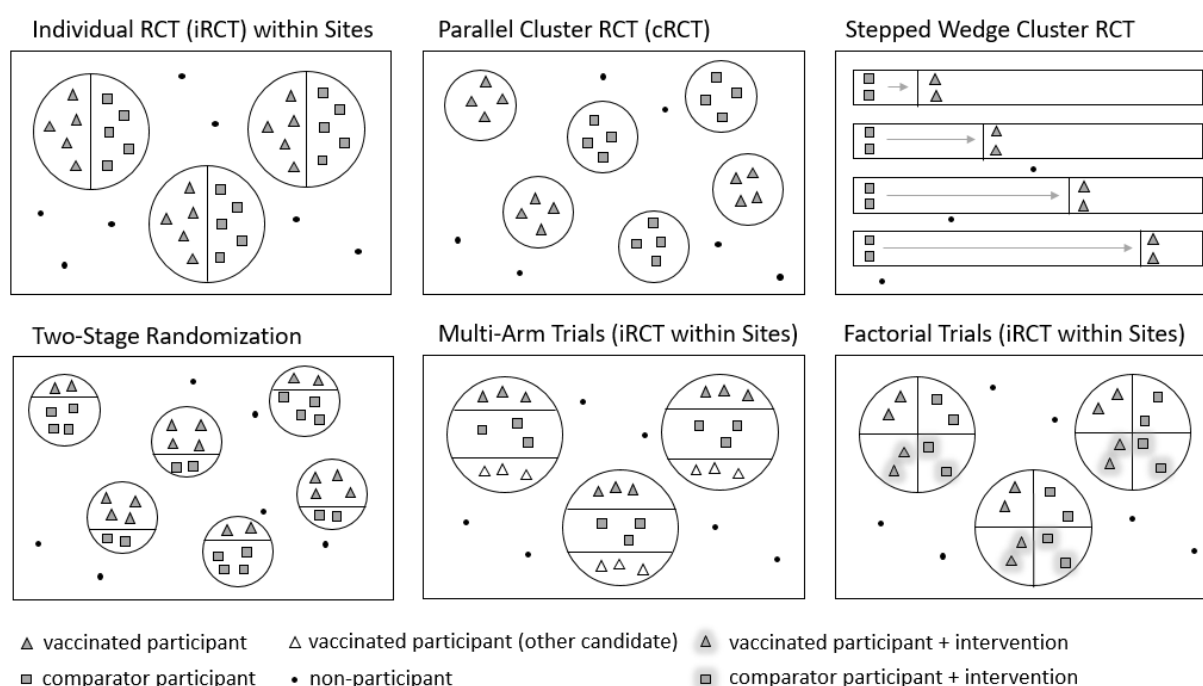 Individual RCT (iRCT) within Sites
Parallel Cluster RCT (cRCT)
Stepped Wedge Cluster RCT
Two-Stage Randomization
Multi-Arm Trials (iRCT within Sites)
Factorial Trials (iRCT within Sites)
vaccinated participant
vaccinated participant (other candidate)
vaccinated participant + intervention
comparator participant
non-participant
comparator participant + intervention